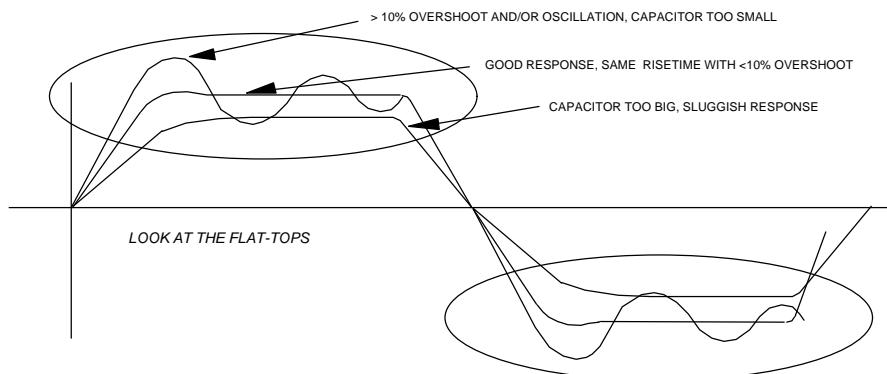 > 10% OVERSHOOT AND/OR OSCILLATION, CAPACITOR TOO SMALL
GOOD RESPONSE, SAME RISETIME WITH <10% OVERSHOOT
CAPACITOR TOO BIG, SLUGGISH RESPONSE
LOOK AT THE FLAT-TOPS